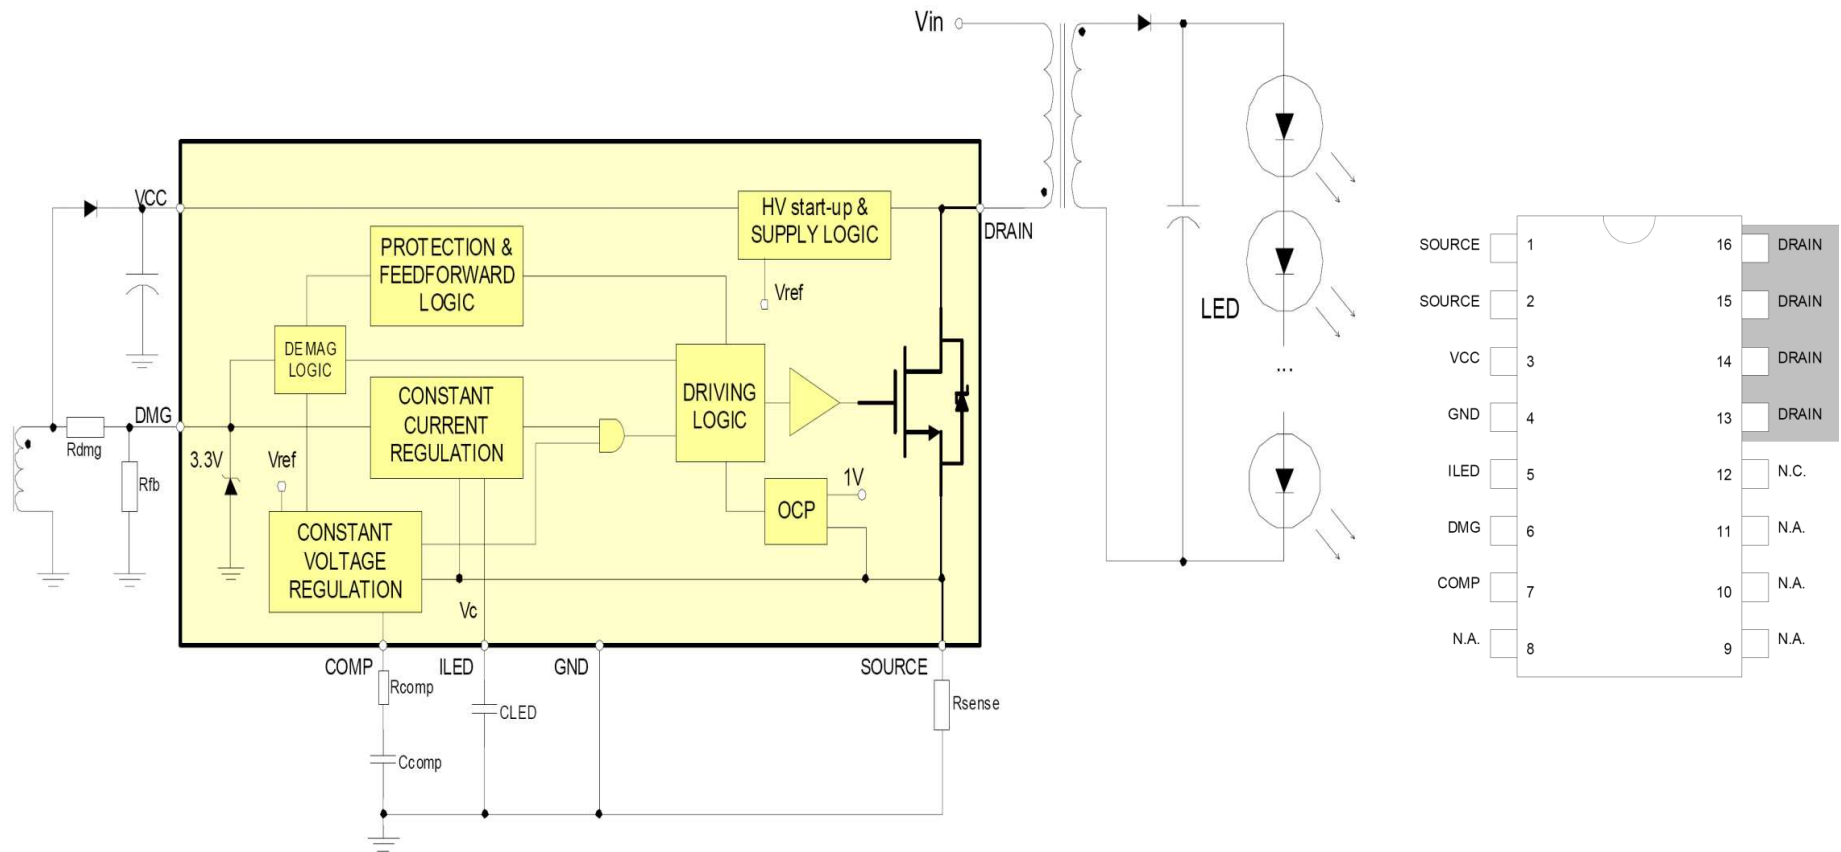 Vin
VCC
HV start-up &
SUPPLY LOGIC
DRAIN
PROTECTION &
FEEDFORWARD
LOGIC
Vref
DEMAG
LOGIC
DRIVING
LOGIC
CONSTANT
CURRENT
REGULATION
DMG
Rdmg
Rfb
3.3V
Vref
1V
OCP
CONSTANT
VOLTAGE
REGULATION
Vc
COMP
ILED
GND
SOURCE
Rcomp
CLED
Rsense
Ccomp
LED
...
SOURCE 1 16 DRAIN
SOURCE 2 15 DRAIN
VCC 3 14 DRAIN
GND 4 13 DRAIN
ILED 5 12 N.C.
DMG 6 11 N.A.
COMP 7 10 N.A.
N.A. 8 9 N.A.